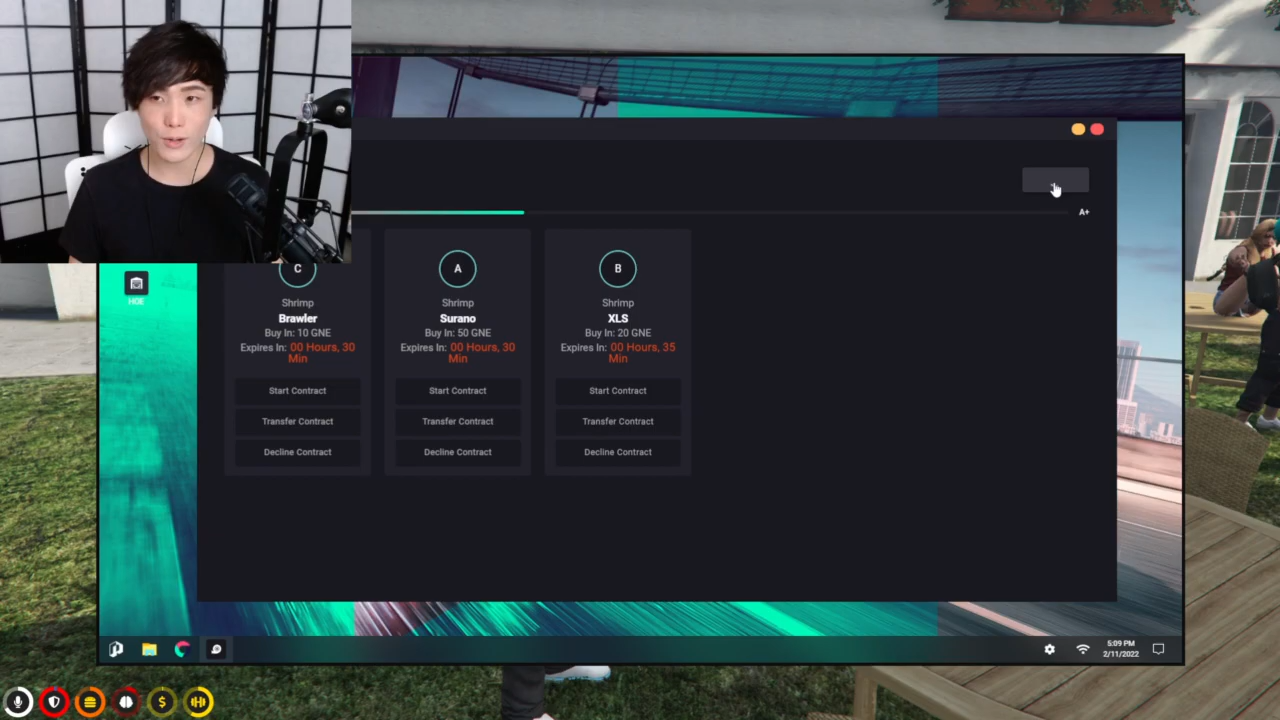 A+
C
Shrimp
Brawler
Buy In: 10 GNE
Expires In: 00 Hours, 30
Min
Start Contract
Transfer Contract
Decline Contract
A
Shrimp
Surano
Buy In: 50 GNE
Expires In: 00 Hours, 30
Min
Start Contract
Transfer Contract
Decline Contract
B
Shrimp
XLS
Buy In: 20 GNE
Expires In: 00 Hours, 35
Min
Start Contract
Transfer Contract
Decline Contract
HOE
5:09 PM
2/11/2022